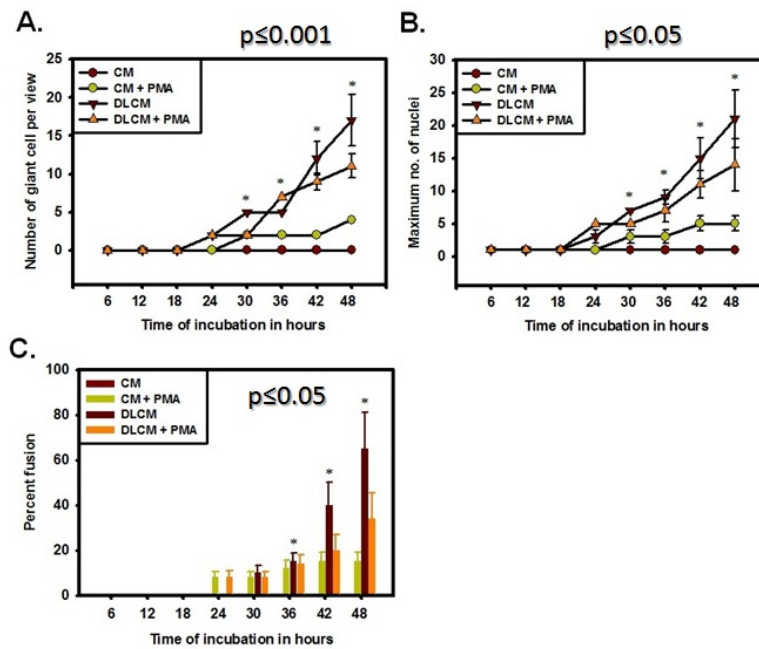 A.
p≤0.001
Number of giant cell per view
25
20
15
10
5
0
CM
CM + PMA
DLCM
DLCM + PMA
*
*
*
*
6 12 18 24 30 36 42 48
Time of incubation in hours
B.
p≤0.05
Maximum no. of nuclei
30
25
20
15
10
5
0
CM
CM + PMA
DLCM
DLCM + PMA
*
*
*
*
6 12 18 24 30 36 42 48
Time of incubation in hours
C.
p≤0.05
Percent fusion
100
80
60
40
20
0
CM
CM + PMA
DLCM
DLCM + PMA
*
*
*
6 12 18 24 30 36 42 48
Time of incubation in hours